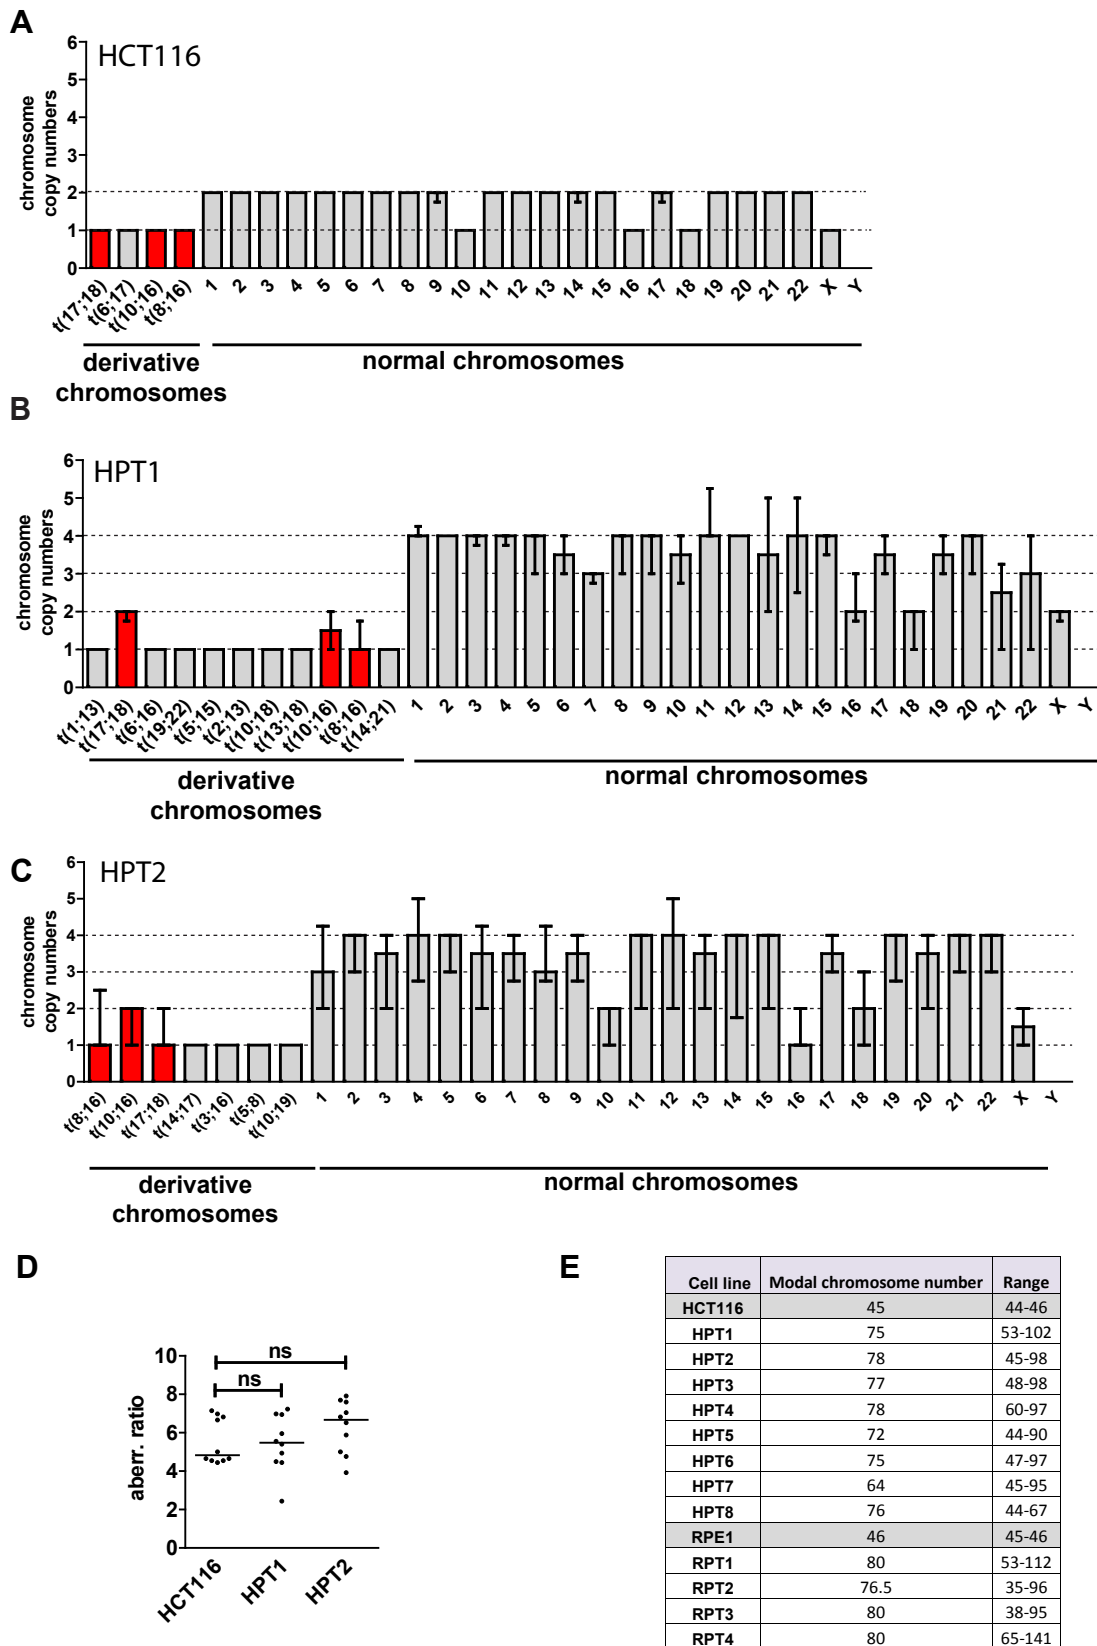 A
HCT116
chromosome
copy numbers
6
5
4
3
2
1
0
t(17;18) t(6;17) t(10;16) t(8;16) 1 2 3 4 5 6 7 8 9 10 11 12 13 14 15 16 17 18 19 20 21 22 X Y
derivative
chromosomes
normal chromosomes
B
HPT1
chromosome
copy numbers
6
5
4
3
2
1
0
t(1;13) t(17;18) t(6;16) t(19;22) t(5;15) t(2;13) t(10;18) t(13;18) t(10;16) t(8;16) t(14;21) 1 2 3 4 5 6 7 8 9 10 11 12 13 14 15 16 17 18 19 20 21 22 X Y
derivative
chromosomes
normal chromosomes
C
HPT2
chromosome
copy numbers
6
5
4
3
2
1
0
t(8;16) t(10;16) t(17;18) t(14;17) t(3;16) t(5;8) t(10;19) 1 2 3 4 5 6 7 8 9 10 11 12 13 14 15 16 17 18 19 20 21 22 X Y
derivative
chromosomes
normal chromosomes
D
aberr. ratio
10
8
6
4
2
0
ns
ns
HCT116 HPT1 HPT2
E
Cell line Modal chromosome number Range
HCT116 45 44-46
HPT1 75 53-102
HPT2 78 45-98
HPT3 77 48-98
HPT4 78 60-97
HPT5 72 44-90
HPT6 75 47-97
HPT7 64 45-95
HPT8 76 44-67
RPE1 46 45-46
RPT1 80 53-112
RPT2 76.5 35-96
RPT3 80 38-95
RPT4 80 65-141